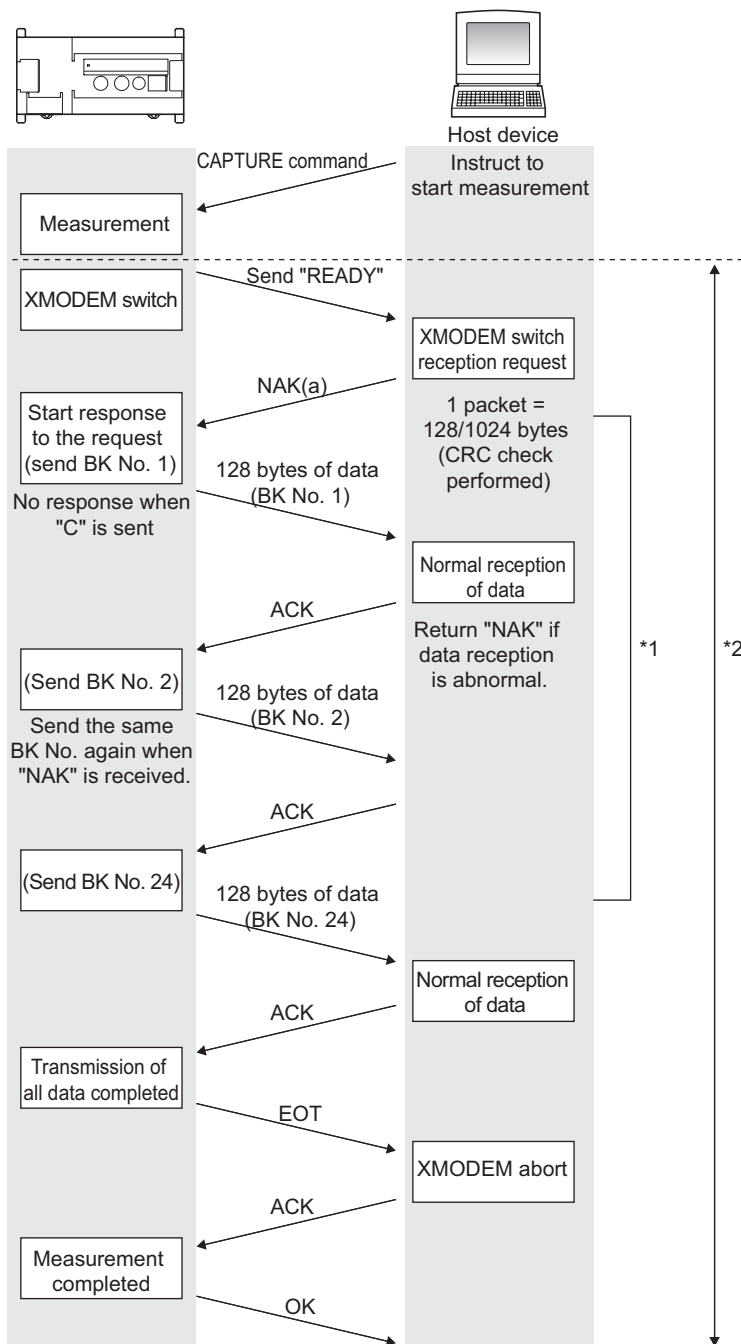 Host device
CAPTURE command
Instruct to
start measurement
Measurement
Send "READY"
XMODEM switch
XMODEM switch
reception request
NAK(a)
Start response
to the request
(send BK No. 1)
1 packet =
128/1024 bytes
(CRC check
performed)
128 bytes of data
(BK No. 1)
No response when
"C" is sent
Normal reception
of data
ACK
Return "NAK" if
data reception
is abnormal.
*1
*2
(Send BK No. 2)
128 bytes of data
(BK No. 2)
Send the same
BK No. again when
"NAK" is received.
ACK
(Send BK No. 24)
128 bytes of data
(BK No. 24)
Normal reception
of data
ACK
Transmission of
all data completed
EOT
XMODEM abort
ACK
Measurement
completed
OK